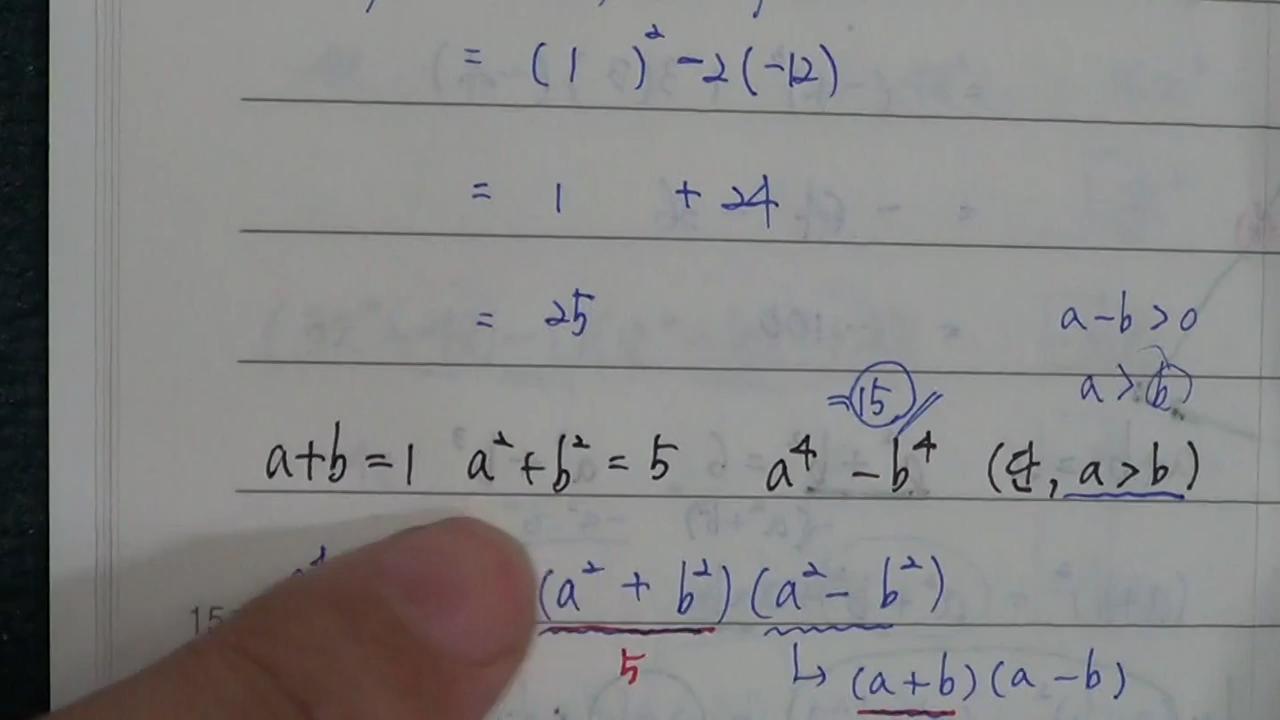 = (1 )² -2(-12)
= 1 + 24
= 25
a-b>0
a>b
=15
a+b=1 a²+b²=5 a⁴-b⁴ (단, a>b)
(a²+b²)(a²-b²)
5
↳ (a+b)(a-b)